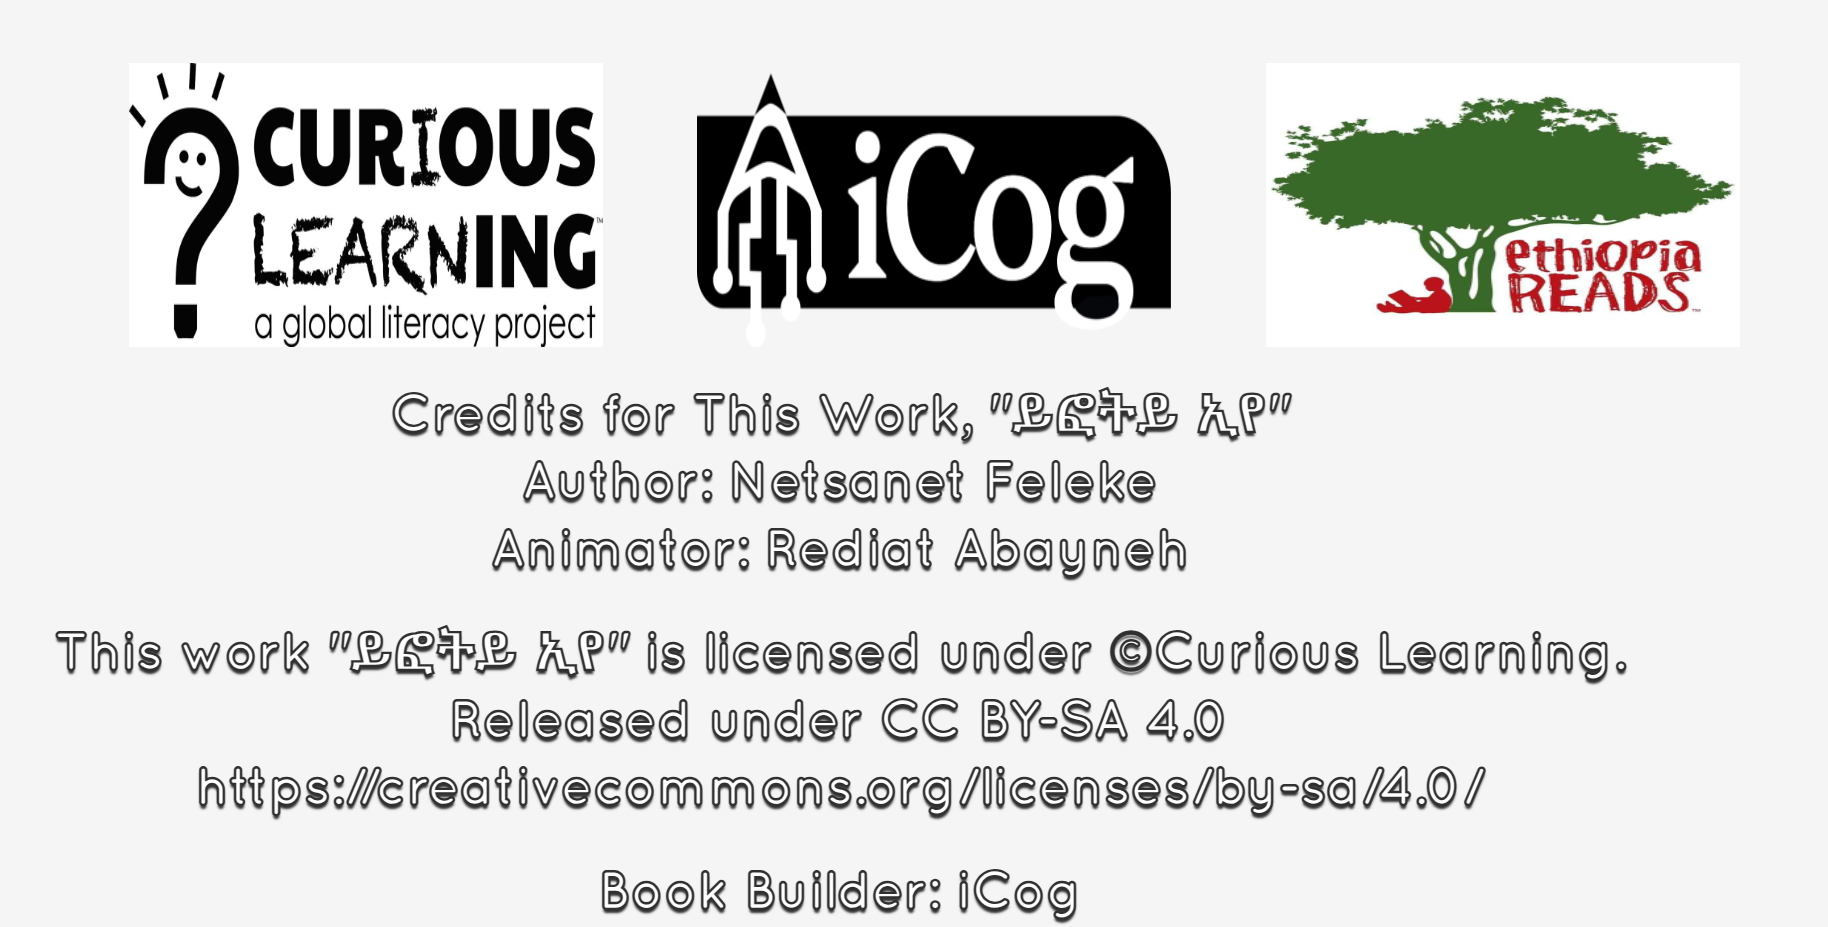 CURIOUS
LEARNING™
a global literacy project
iCog
ethiopia
READS™
Credits for This Work, "ይፎትይ ኢየ"
Author: Netsanet Feleke
Animator: Rediat Abayneh
This work "ይፎትይ ኢየ" is licensed under ©Curious Learning.
Released under CC BY-SA 4.0
https://creativecommons.org/licenses/by-sa/4.0/
Book Builder: iCog